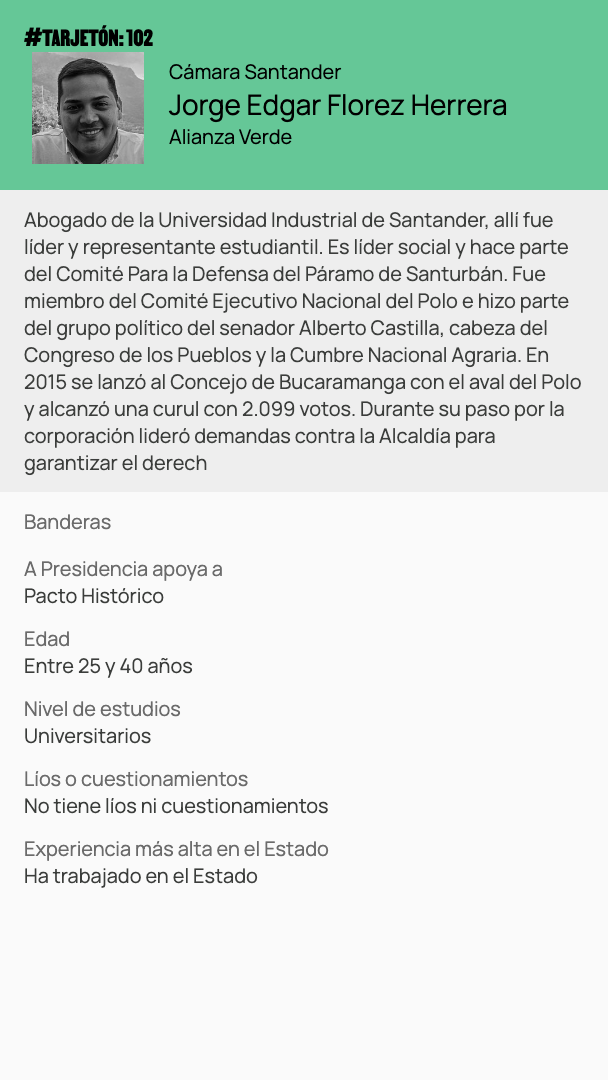 #TARJETÓN: 102
Cámara Santander
Jorge Edgar Florez Herrera
Alianza Verde
Abogado de la Universidad Industrial de Santander, allí fue
líder y representante estudiantil. Es líder social y hace parte
del Comité Para la Defensa del Páramo de Santurbán. Fue
miembro del Comité Ejecutivo Nacional del Polo e hizo parte
del grupo político del senador Alberto Castilla, cabeza del
Congreso de los Pueblos y la Cumbre Nacional Agraria. En
2015 se lanzó al Concejo de Bucaramanga con el aval del Polo
y alcanzó una curul con 2.099 votos. Durante su paso por la
corporación lideró demandas contra la Alcaldía para
garantizar el derech
Banderas
A Presidencia apoya a
Pacto Histórico
Edad
Entre 25 y 40 años
Nivel de estudios
Universitarios
Líos o cuestionamientos
No tiene líos ni cuestionamientos
Experiencia más alta en el Estado
Ha trabajado en el Estado